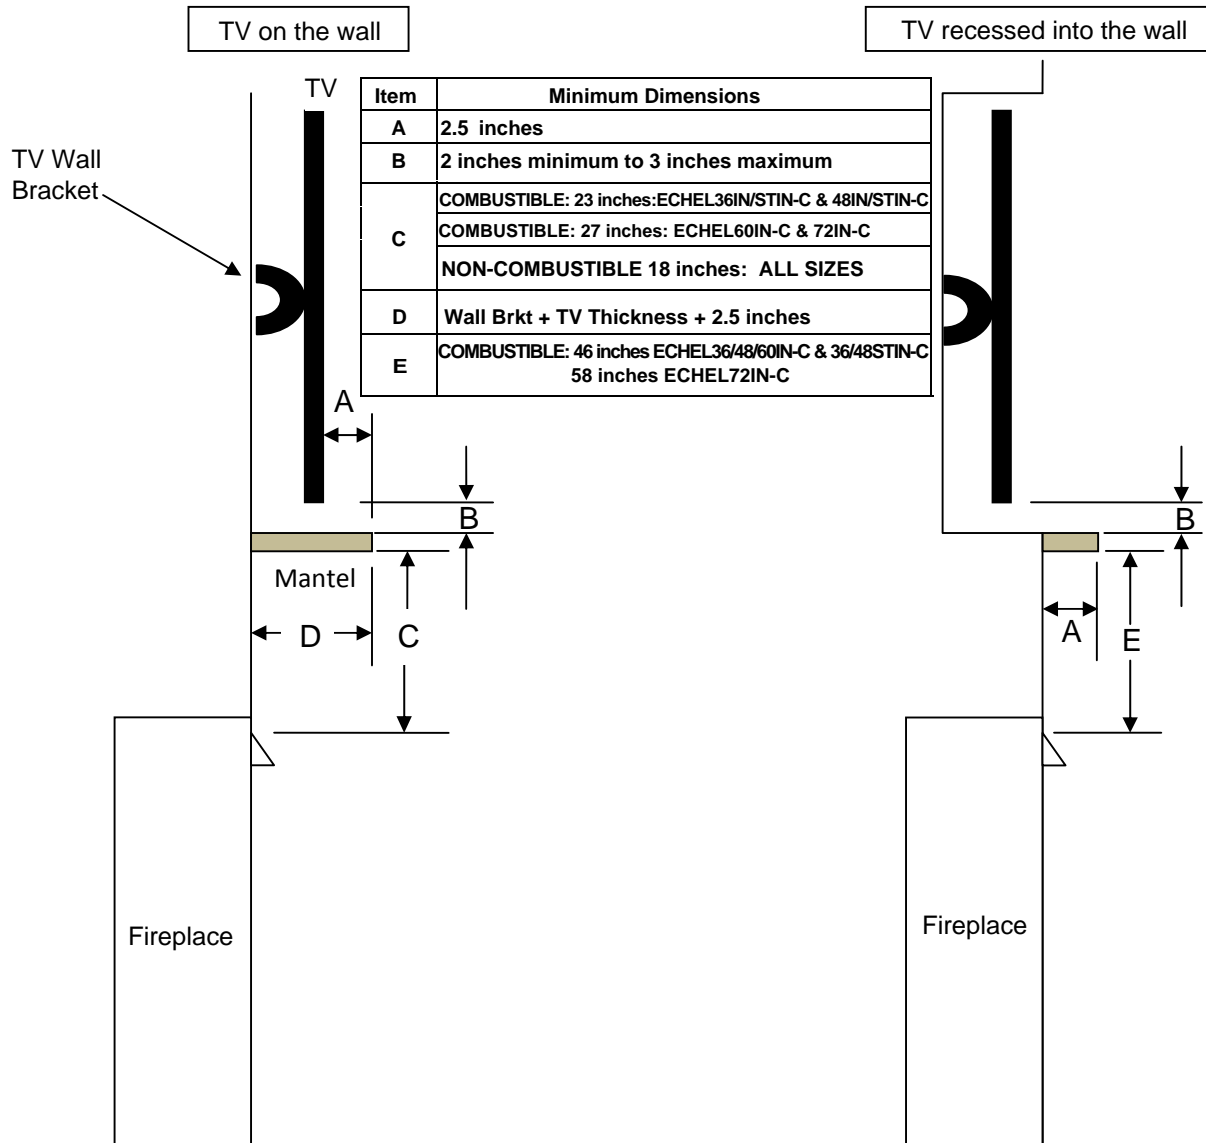 TV on the wall
TV recessed into the wall
TV
TV Wall
Bracket
Item Minimum Dimensions
A 2.5 inches
B 2 inches minimum to 3 inches maximum
C
COMBUSTIBLE: 23 inches:ECHEL36IN/STIN-C & 48IN/STIN-C
COMBUSTIBLE: 27 inches: ECHEL60IN-C & 72IN-C
NON-COMBUSTIBLE 18 inches: ALL SIZES
D Wall Brkt + TV Thickness + 2.5 inches
E
COMBUSTIBLE: 46 inches ECHEL36/48/60IN-C & 36/48STIN-C
58 inches ECHEL72IN-C
A
B
Mantel
D
C
Fireplace
B
A
E
Fireplace